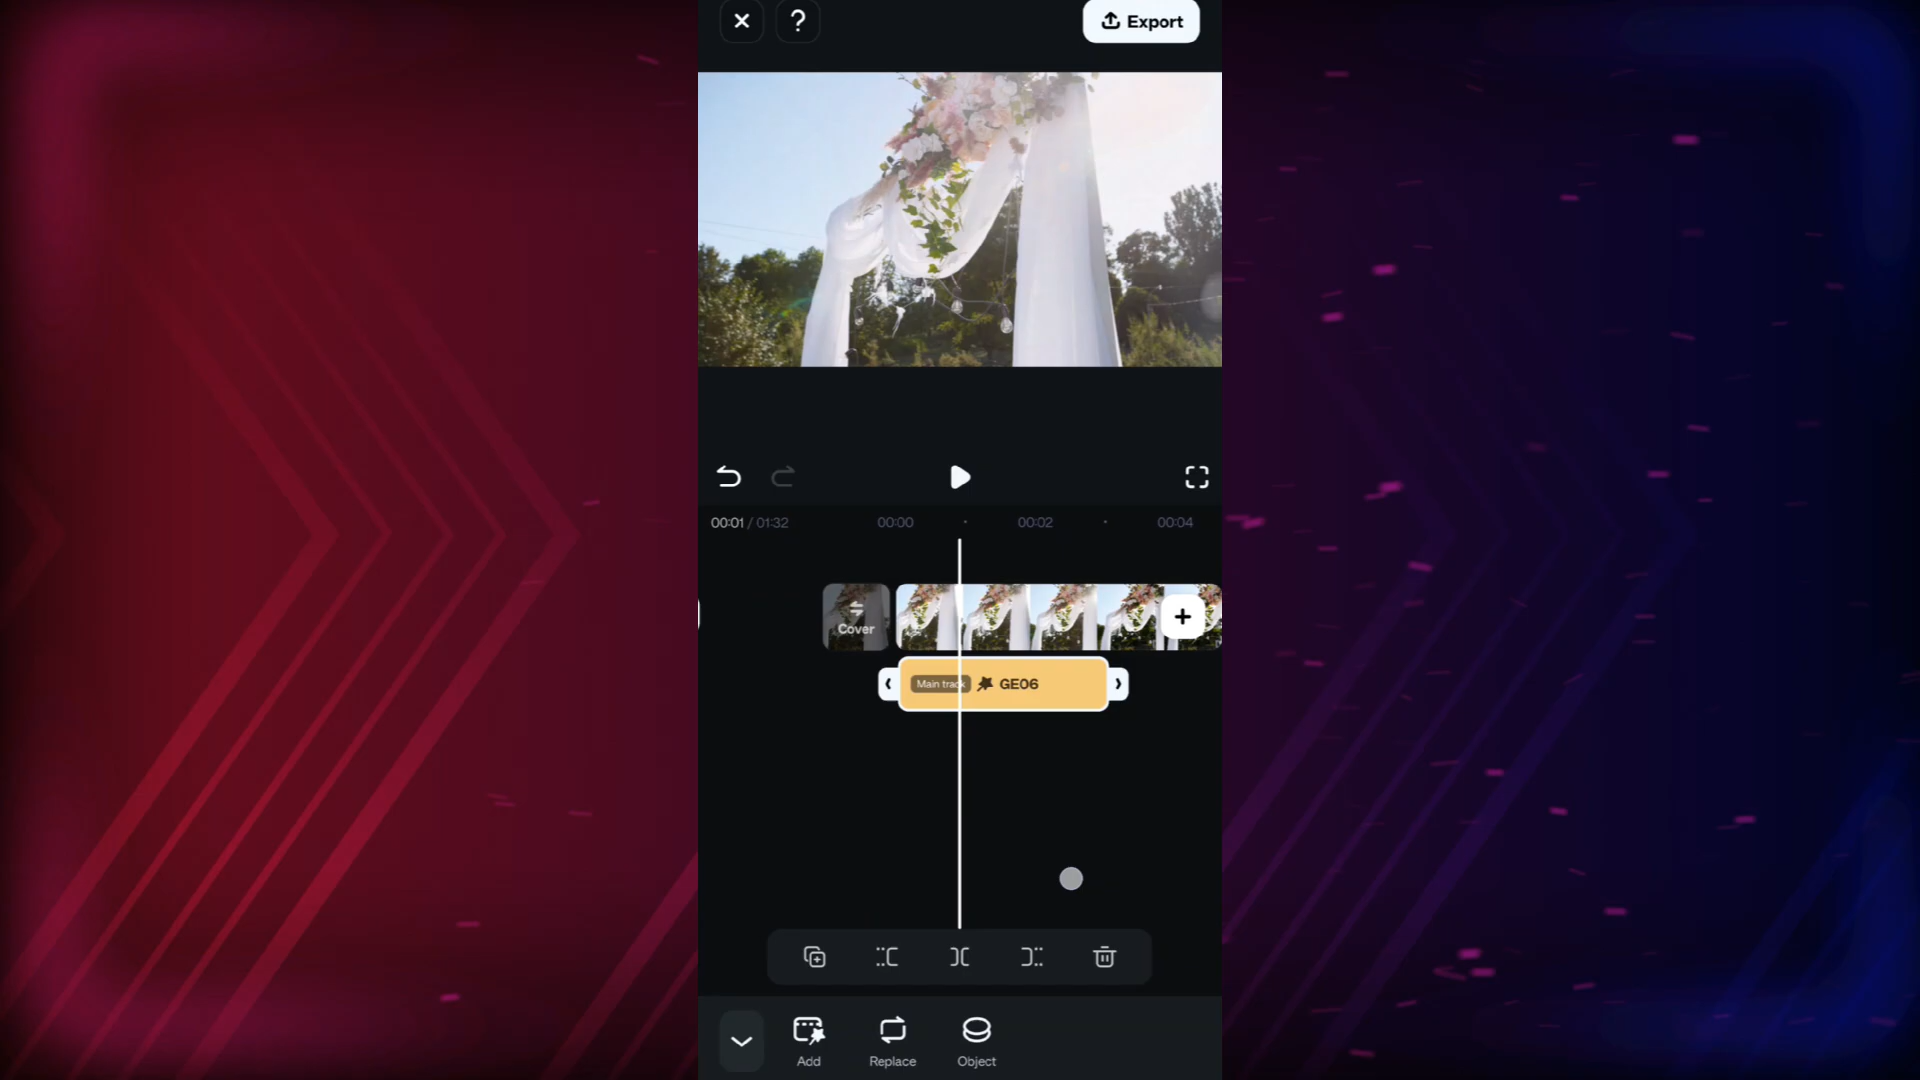 Export
00:01 / 01:32
00:00
00:02
00:04
Cover
Main track
GE06
Add
Replace
Object